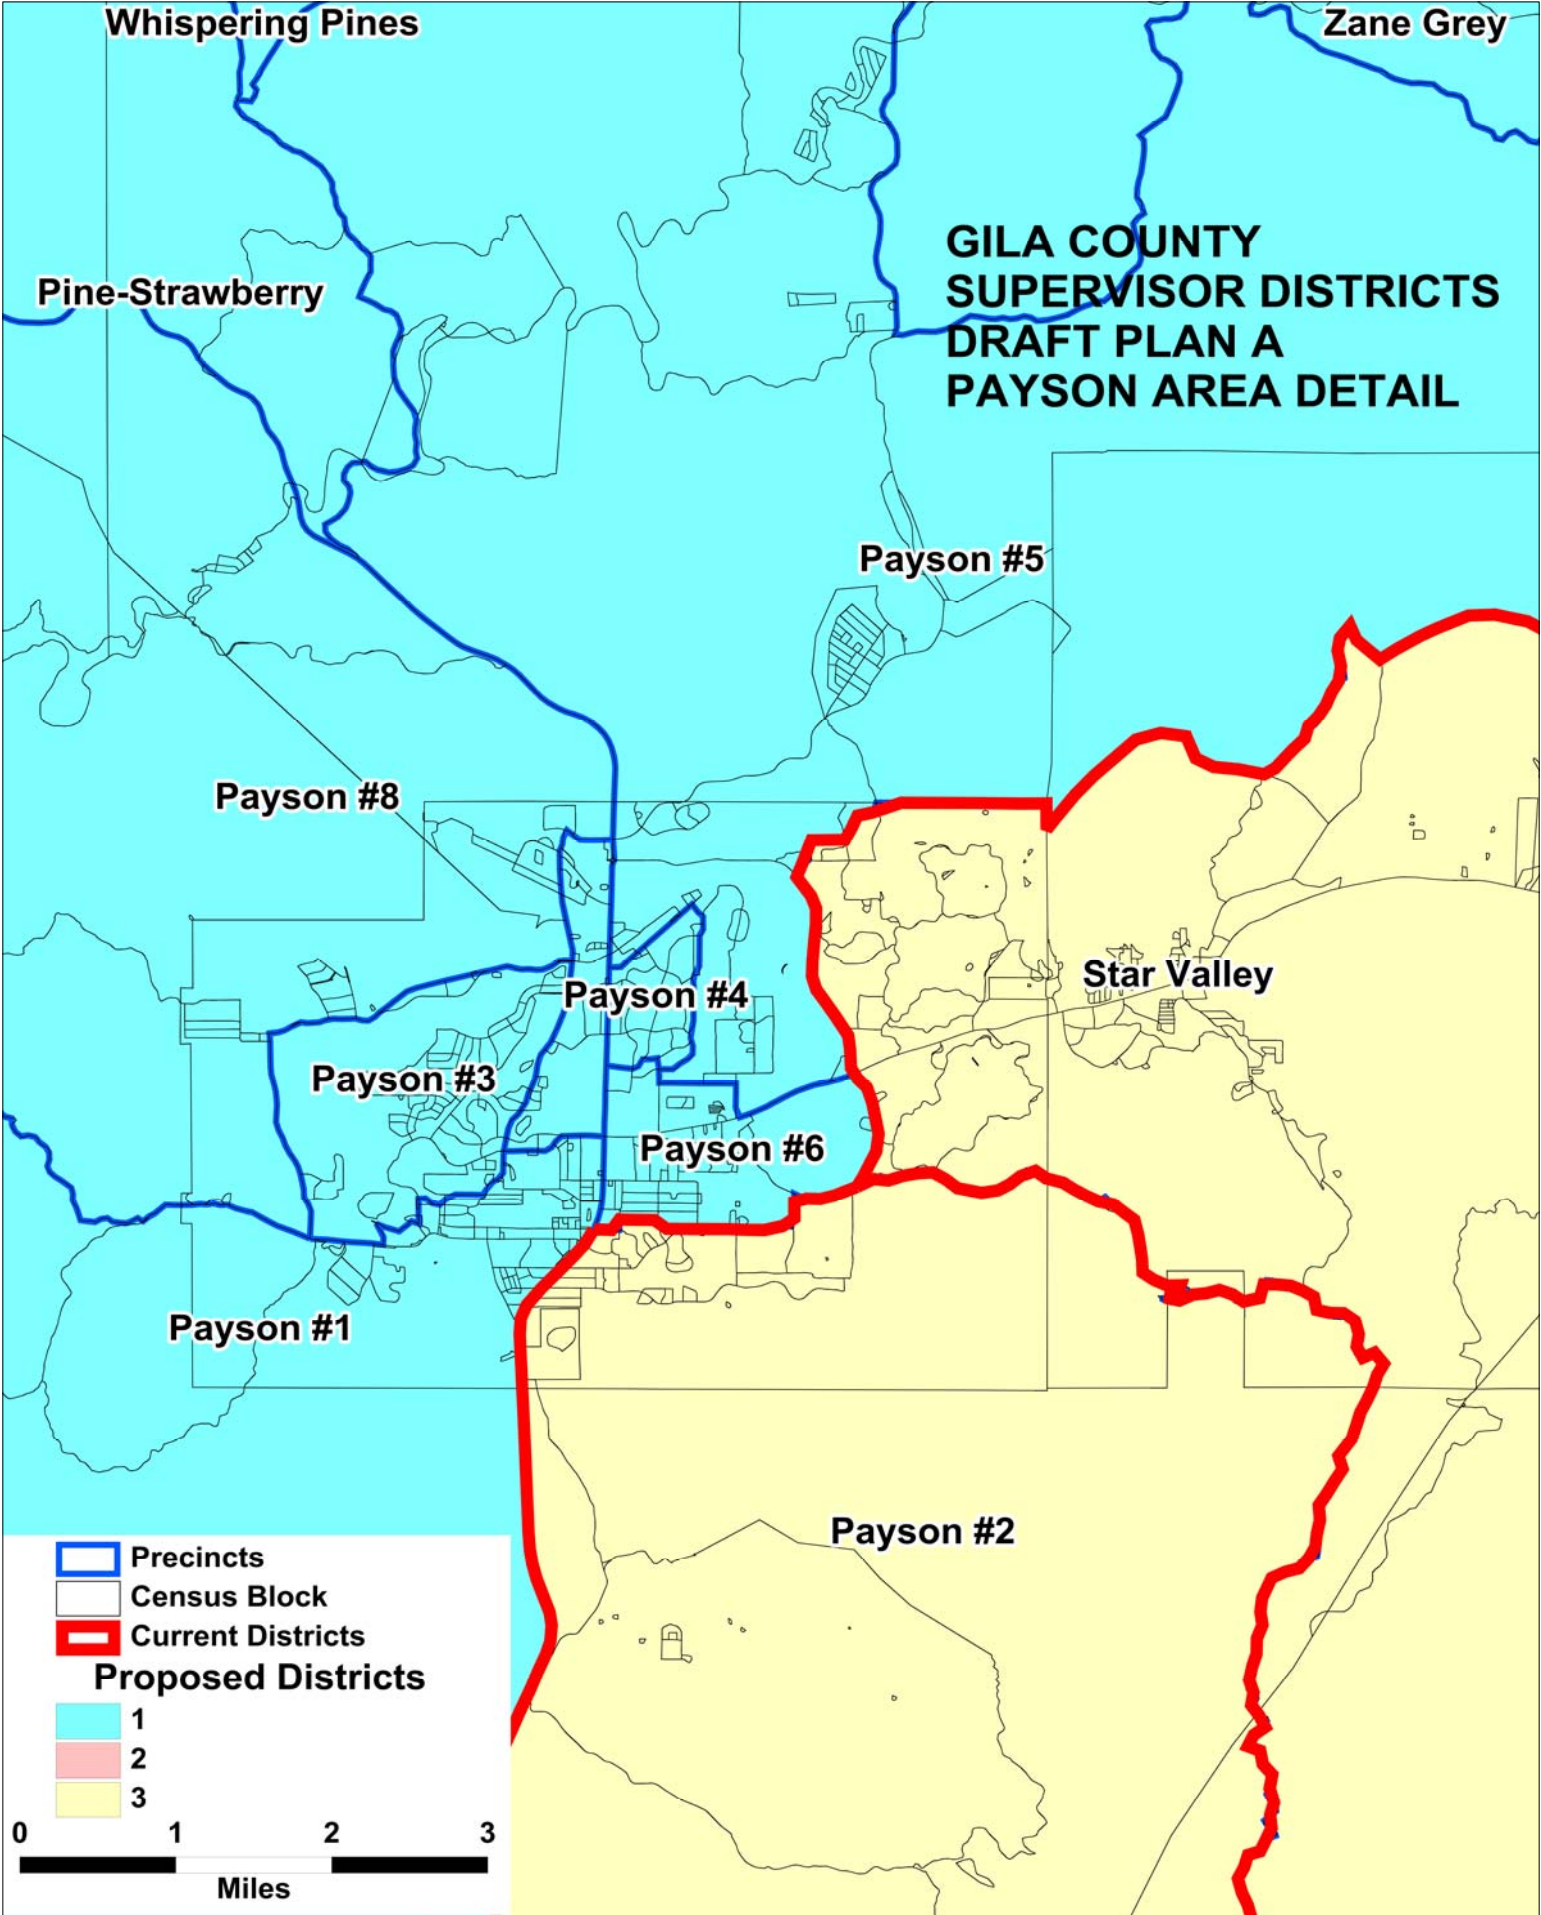 Whispering Pines
Zane Grey
GILA COUNTY
SUPERVISOR DISTRICTS
DRAFT PLAN A
PAYSON AREA DETAIL
Pine-Strawberry
Payson #5
Payson #8
Star Valley
Payson #4
Payson #3
Payson #6
Payson #1
Payson #2
Precincts
Census Block
Current Districts
Proposed Districts
1
2
3
0 1 2 3
Miles